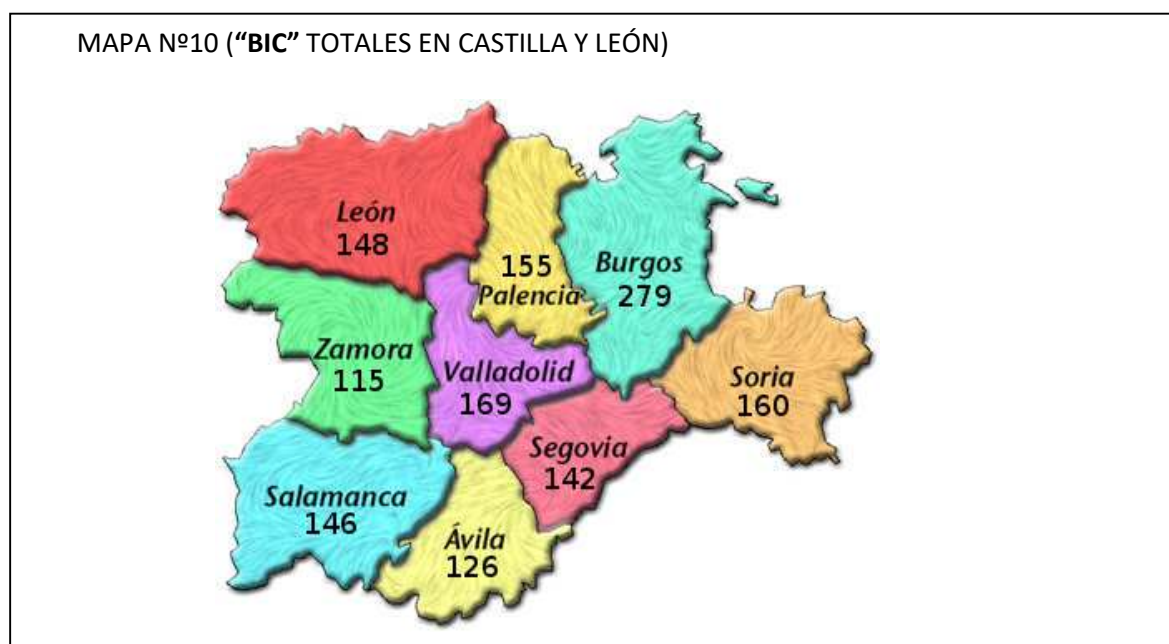 MAPA Nº10 (“BIC” TOTALES EN CASTILLA Y LEÓN)
León
148
155
Palencia
Burgos
279
Zamora
115
Valladolid
169
Soria
160
Segovia
142
Salamanca
146
Ávila
126